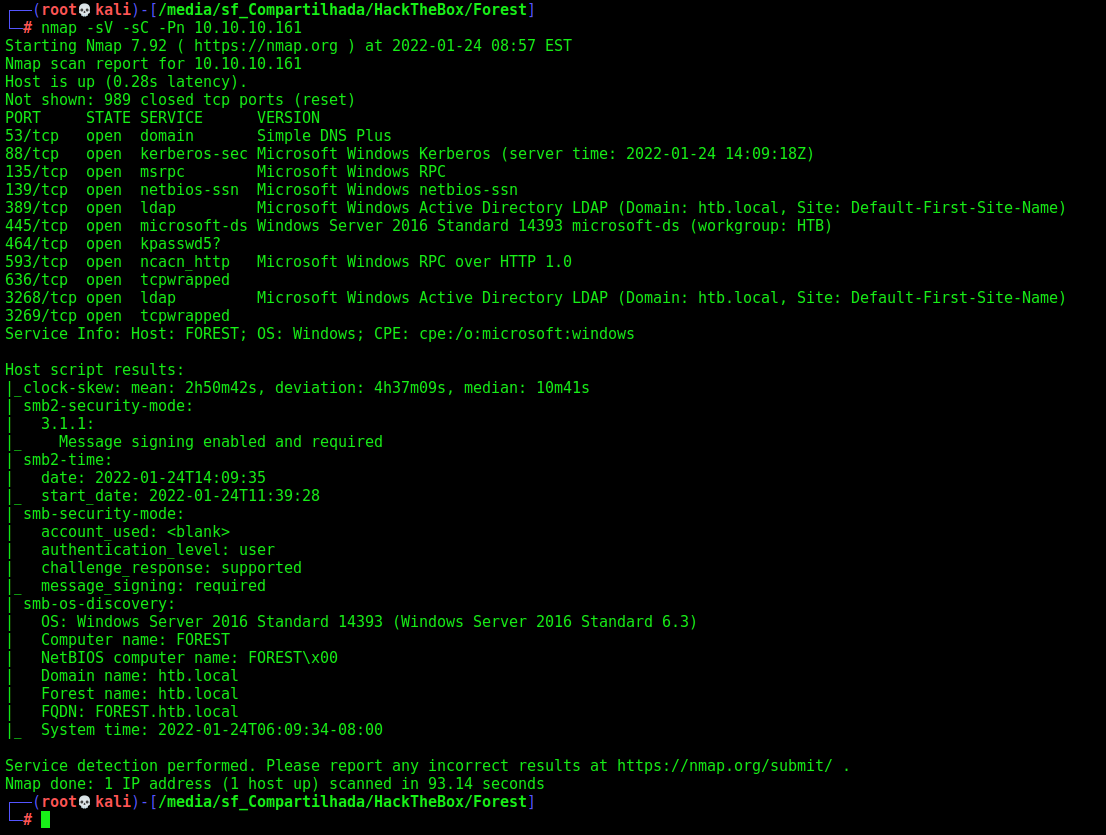 ┌──(root💀kali)-[/media/sf_Compartilhada/HackTheBox/Forest]
└─# nmap -sV -sC -Pn 10.10.10.161
Starting Nmap 7.92 ( https://nmap.org ) at 2022-01-24 08:57 EST
Nmap scan report for 10.10.10.161
Host is up (0.28s latency).
Not shown: 989 closed tcp ports (reset)
PORT     STATE SERVICE      VERSION
53/tcp   open  domain       Simple DNS Plus
88/tcp   open  kerberos-sec Microsoft Windows Kerberos (server time: 2022-01-24 14:09:18Z)
135/tcp  open  msrpc        Microsoft Windows RPC
139/tcp  open  netbios-ssn  Microsoft Windows netbios-ssn
389/tcp  open  ldap         Microsoft Windows Active Directory LDAP (Domain: htb.local, Site: Default-First-Site-Name)
445/tcp  open  microsoft-ds Windows Server 2016 Standard 14393 microsoft-ds (workgroup: HTB)
464/tcp  open  kpasswd5?
593/tcp  open  ncacn_http   Microsoft Windows RPC over HTTP 1.0
636/tcp  open  tcpwrapped
3268/tcp open  ldap         Microsoft Windows Active Directory LDAP (Domain: htb.local, Site: Default-First-Site-Name)
3269/tcp open  tcpwrapped
Service Info: Host: FOREST; OS: Windows; CPE: cpe:/o:microsoft:windows

Host script results:
|_clock-skew: mean: 2h50m42s, deviation: 4h37m09s, median: 10m41s
| smb2-security-mode:
|   3.1.1:
|_    Message signing enabled and required
| smb2-time:
|   date: 2022-01-24T14:09:35
|_  start_date: 2022-01-24T11:39:28
| smb-security-mode:
|   account_used: <blank>
|   authentication_level: user
|   challenge_response: supported
|_  message_signing: required
| smb-os-discovery:
|   OS: Windows Server 2016 Standard 14393 (Windows Server 2016 Standard 6.3)
|   Computer name: FOREST
|   NetBIOS computer name: FOREST\x00
|   Domain name: htb.local
|   Forest name: htb.local
|   FQDN: FOREST.htb.local
|_  System time: 2022-01-24T06:09:34-08:00

Service detection performed. Please report any incorrect results at https://nmap.org/submit/ .
Nmap done: 1 IP address (1 host up) scanned in 93.14 seconds
┌──(root💀kali)-[/media/sf_Compartilhada/HackTheBox/Forest]
└─#